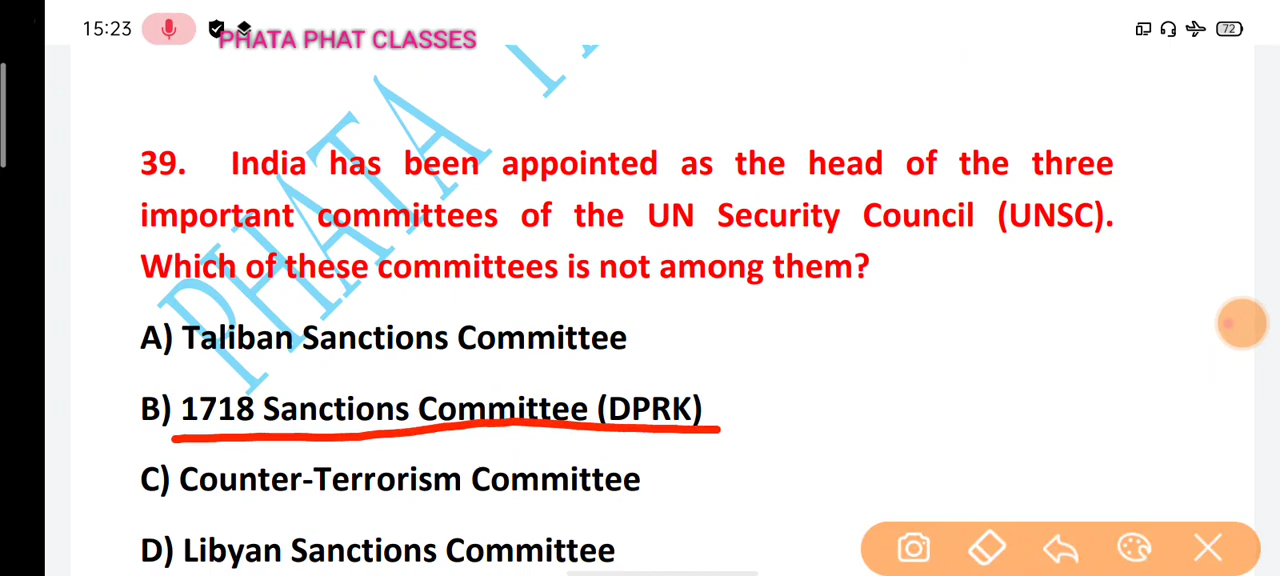 15:23
PHATA PHAT CLASSES
72
PHATA
39. India has been appointed as the head of the three
important committees of the UN Security Council (UNSC).
Which of these committees is not among them?
A) Taliban Sanctions Committee
B) 1718 Sanctions Committee (DPRK)
C) Counter-Terrorism Committee
D) Libyan Sanctions Committee